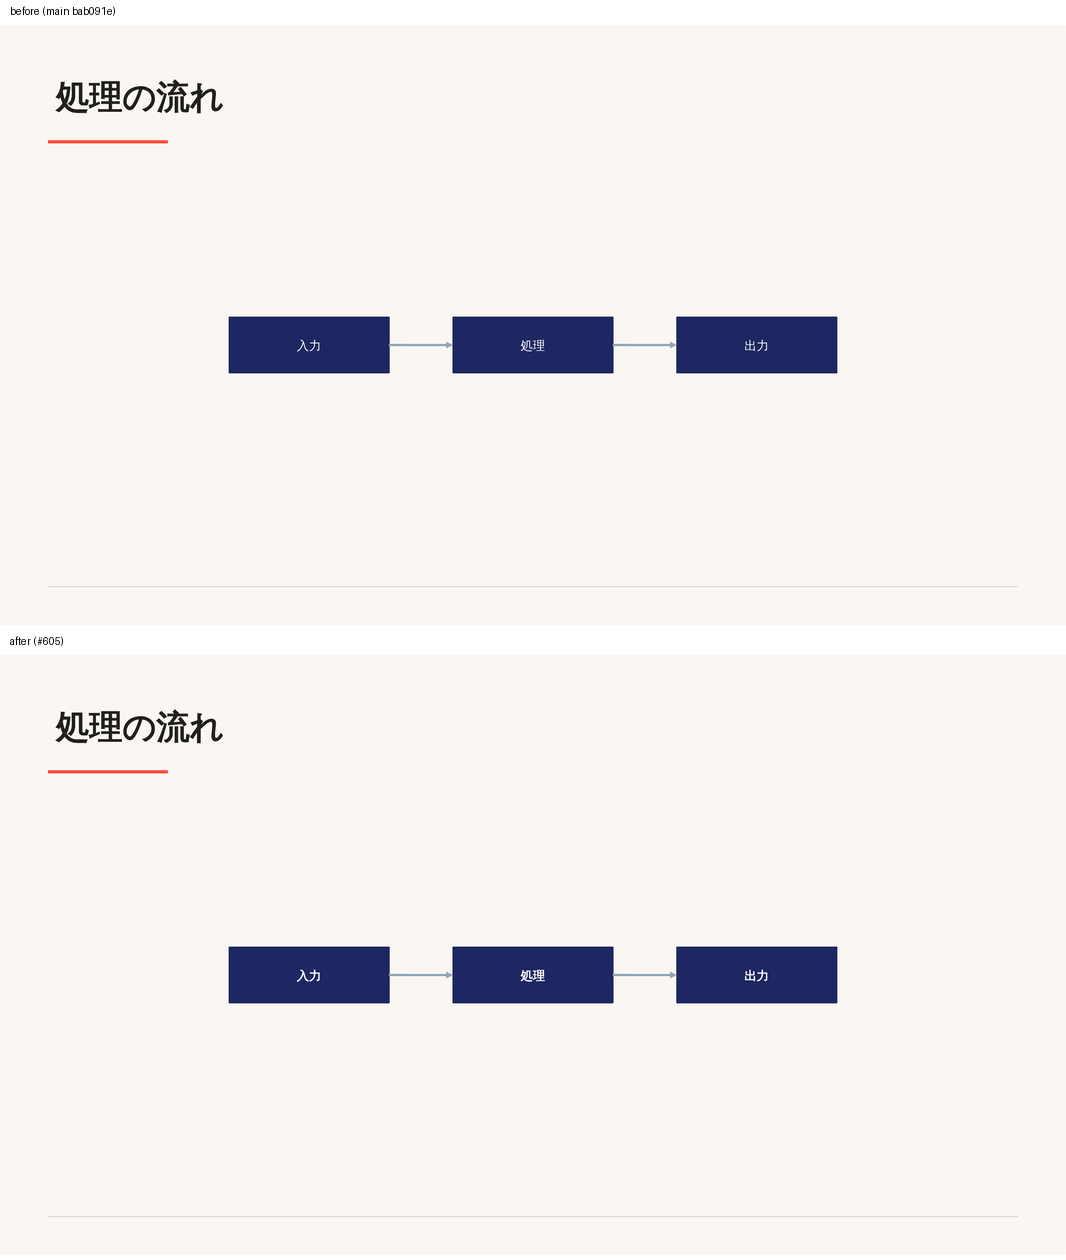 before (main bab091e)
処理の流れ
入力 処理 出力
after (#605)
処理の流れ
入力 処理 出力